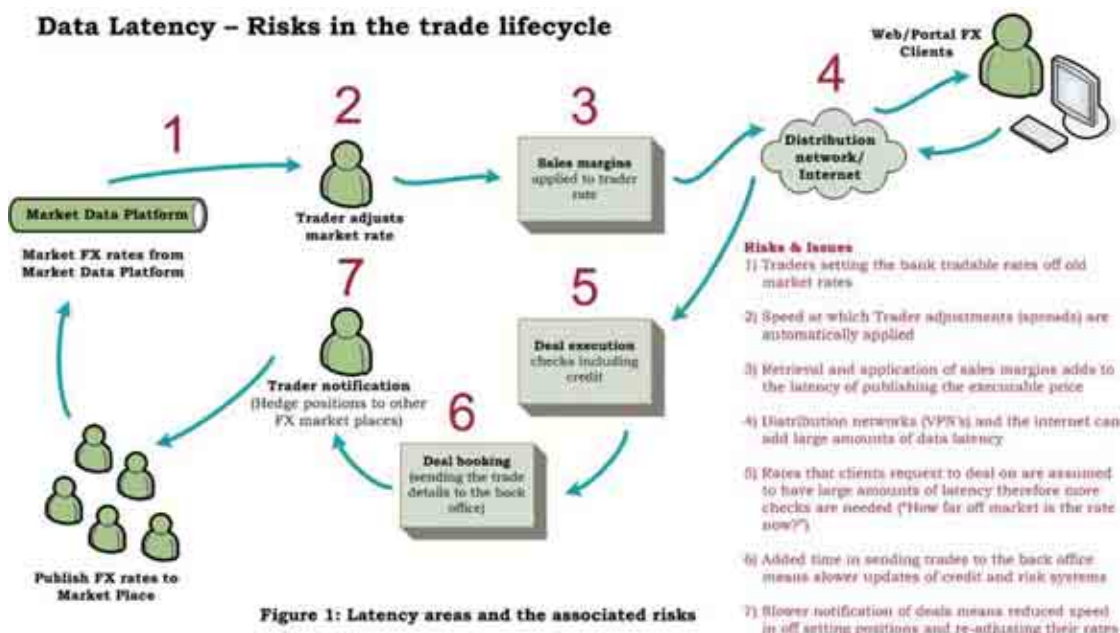 Data Latency – Risks in the trade lifecycle
Web/Portal FX
Clients
1
2
3
4
Market Data Platform
Market FX rates from
Market Data Platform
Trader adjusts
market rate
Sales margins
applied to trader
rate
Distribution
network/
Internet
7
Trader notification
(Hedge positions to other
FX market places)
5
Deal execution
checks including
credit
6
Deal booking
(sending the trade
details to the back
office)
Publish FX rates to
Market Place
Risks & Issues
1) Traders setting the bank tradable rates off old
market rates
2) Speed at which Trader adjustments (spreads) are
automatically applied
3) Retrieval and application of sales margins adds to
the latency of publishing the executable price
4) Distribution networks (VPN's) and the internet can
add large amounts of data latency
5) Rates that clients request to deal on are assumed
to have large amounts of latency therefore more
checks are needed ("How far off market is the rate
now?")
6) Added time in sending trades to the back office
means slower updates of credit and risk systems
7) Slower notification of deals means reduced speed
in off setting positions and re-adjusting their rates
Figure 1: Latency areas and the associated risks